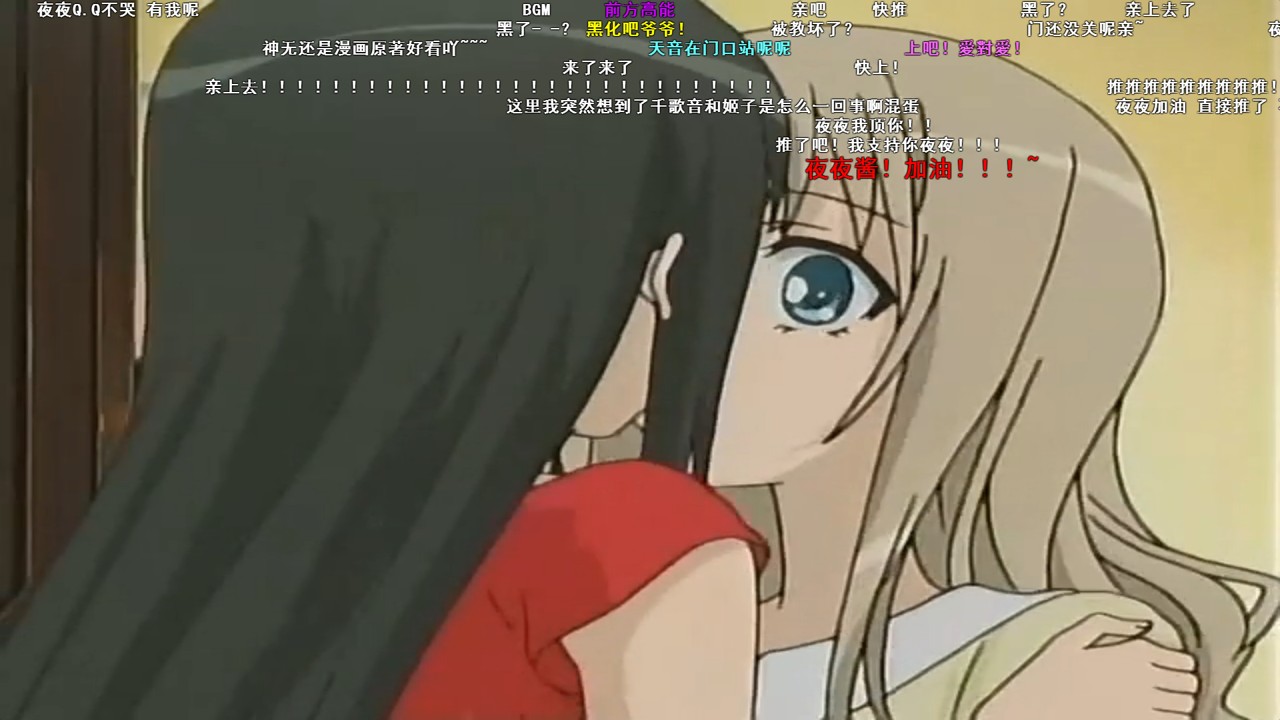 夜夜Q.Q不哭 有我呢 BGM 前方高能 亲吧 快推 黑了? 亲上去了
黑了- -? 黑化吧爷爷! 被教坏了? 门还没关呢亲~ 夜
神无还是漫画原著好看吖~~~ 天音在门口站呢呢 上吧! 愛對愛!
来了来了 快上!
亲上去!!!!!!!!!!!!!!!!!!!!!!!!!!!!! 推推推推推推推推推!
这里我突然想到了千歌音和姬子是怎么一回事啊混蛋 夜夜加油 直接推了
夜夜我顶你!!
推了吧! 我支持你夜夜!!!
夜夜酱! 加油!!! ~